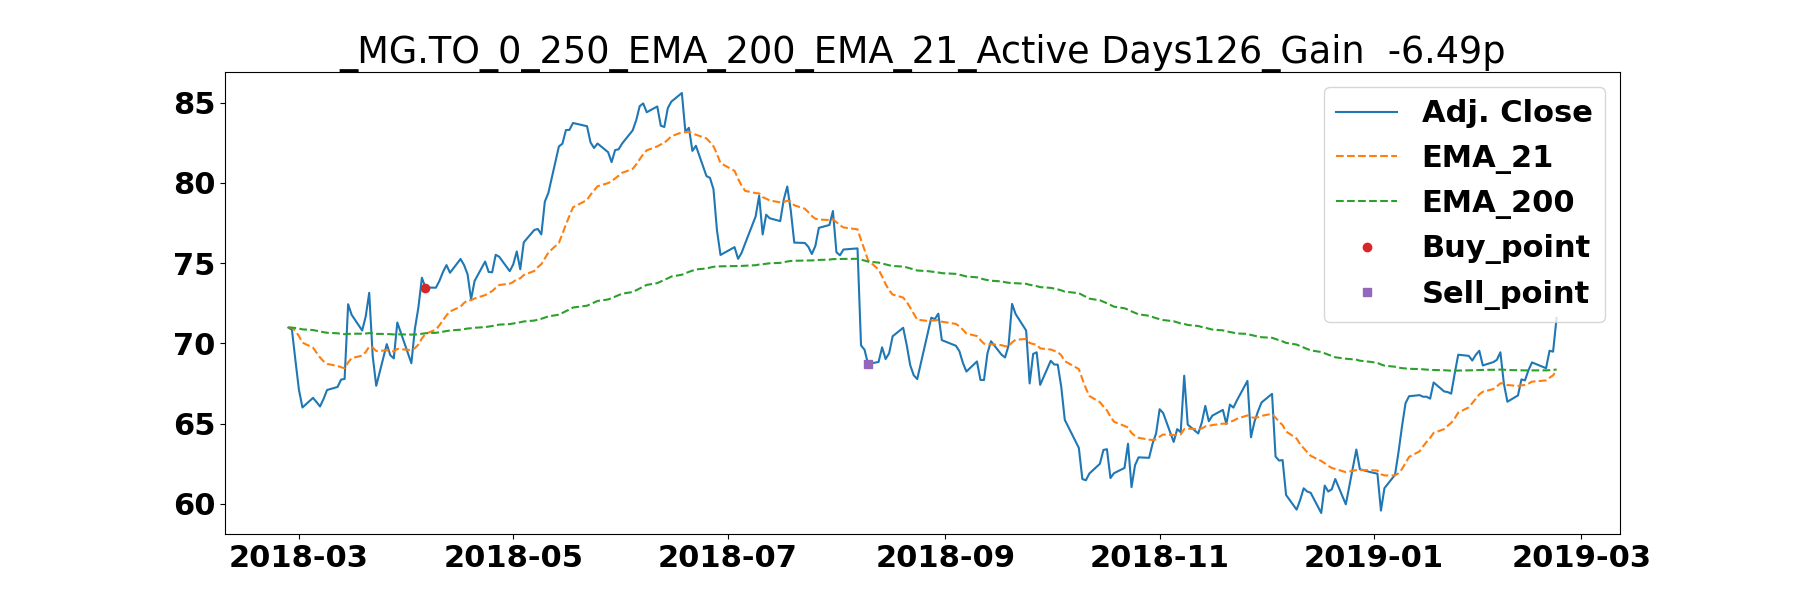 _MG.TO_0_250_EMA_200_EMA_21_Active Days126_Gain  -6.49p
85
80
75
70
65
60
Adj. Close
EMA_21
EMA_200
Buy_point
Sell_point
2018-03 2018-05 2018-07 2018-09 2018-11 2019-01 2019-03